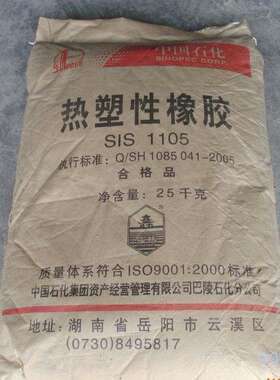 中国石化
SINOPEC CORP.
热塑性橡胶
SIS 1105
执行标准：Q/SH 1085 041-2005
合格品
净含量：25千克
质量体系符合ISO9001:2000标准
中国石化集团资产经营管理有限公司巴陵石化分公司
地址：湖南省岳阳市云溪区
(0730)8495817